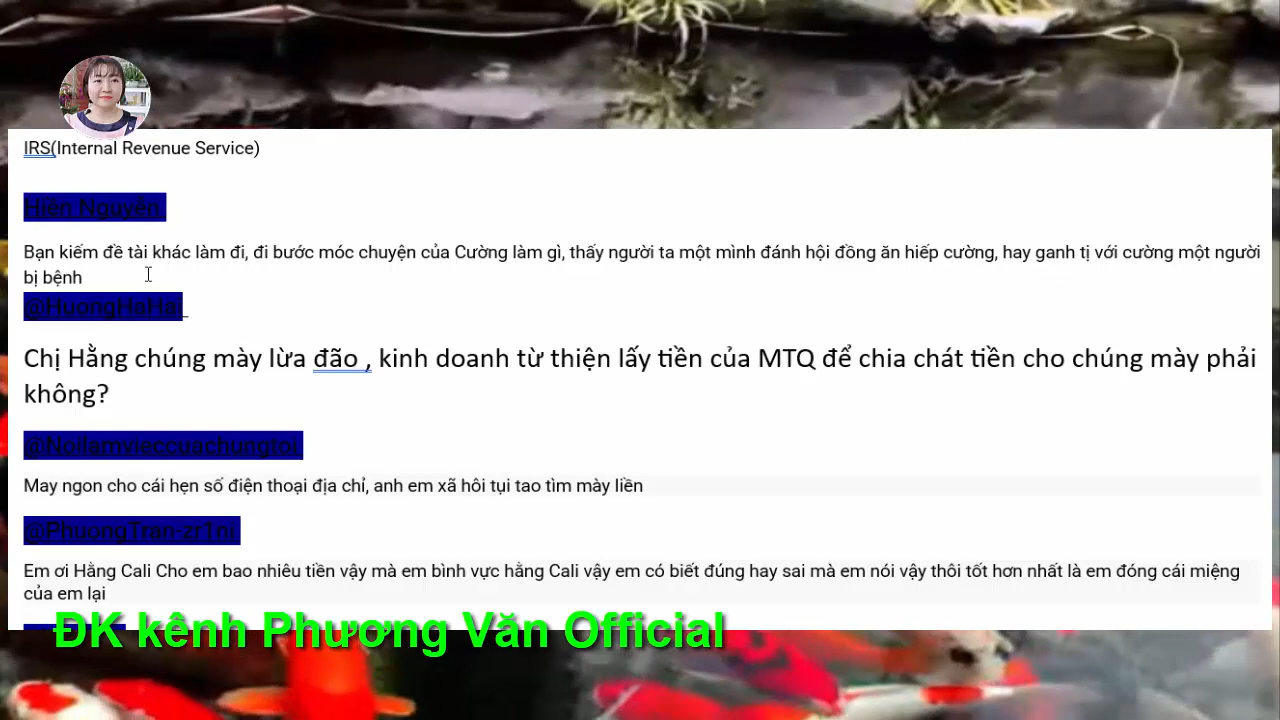 IRS(Internal Revenue Service)
Hiền Nguyễn
Bạn kiếm đề tài khác làm đi, đi bước móc chuyện của Cường làm gì, thấy người ta một mình đánh hội đồng ăn hiếp cường, hay ganh tị với cường một người
bị bệnh
@HuongHaHai
Chị Hằng chúng mày lừa đão , kinh doanh từ thiện lấy tiền của MTQ để chia chát tiền cho chúng mày phải
không?
@Noilamvieccuachungtoi
May ngon cho cái hẹn số điện thoại địa chỉ, anh em xã hôi tụi tao tìm mày liền
@PhuongTran-zr1ni
Em ơi Hằng Cali Cho em bao nhiêu tiền vậy mà em bình vực hằng Cali vậy em có biết đúng hay sai mà em nói vậy thôi tốt hơn nhất là em đóng cái miệng
của em lại
ĐK kênh Phương Văn Official